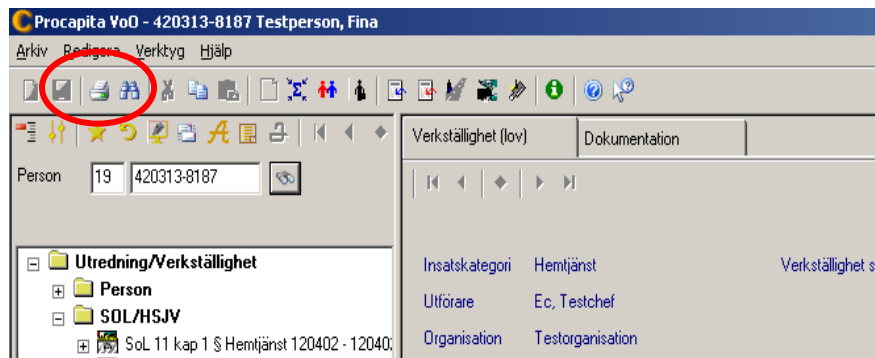 Procapita VoO - 420313-8187 Testperson, Fina
Arkiv Redigera Verktyg Hjälp
Verkställighet (lov) Dokumentation
Person 19 420313-8187
Utredning/Verkställighet
Person
SOL/HSJV
SoL 11 kap 1 § Hemtjänst 120402 - 12040
Insatskategori Hemtjänst Verkställighet s
Utförare Ec, Testchef
Organisation Testorganisation